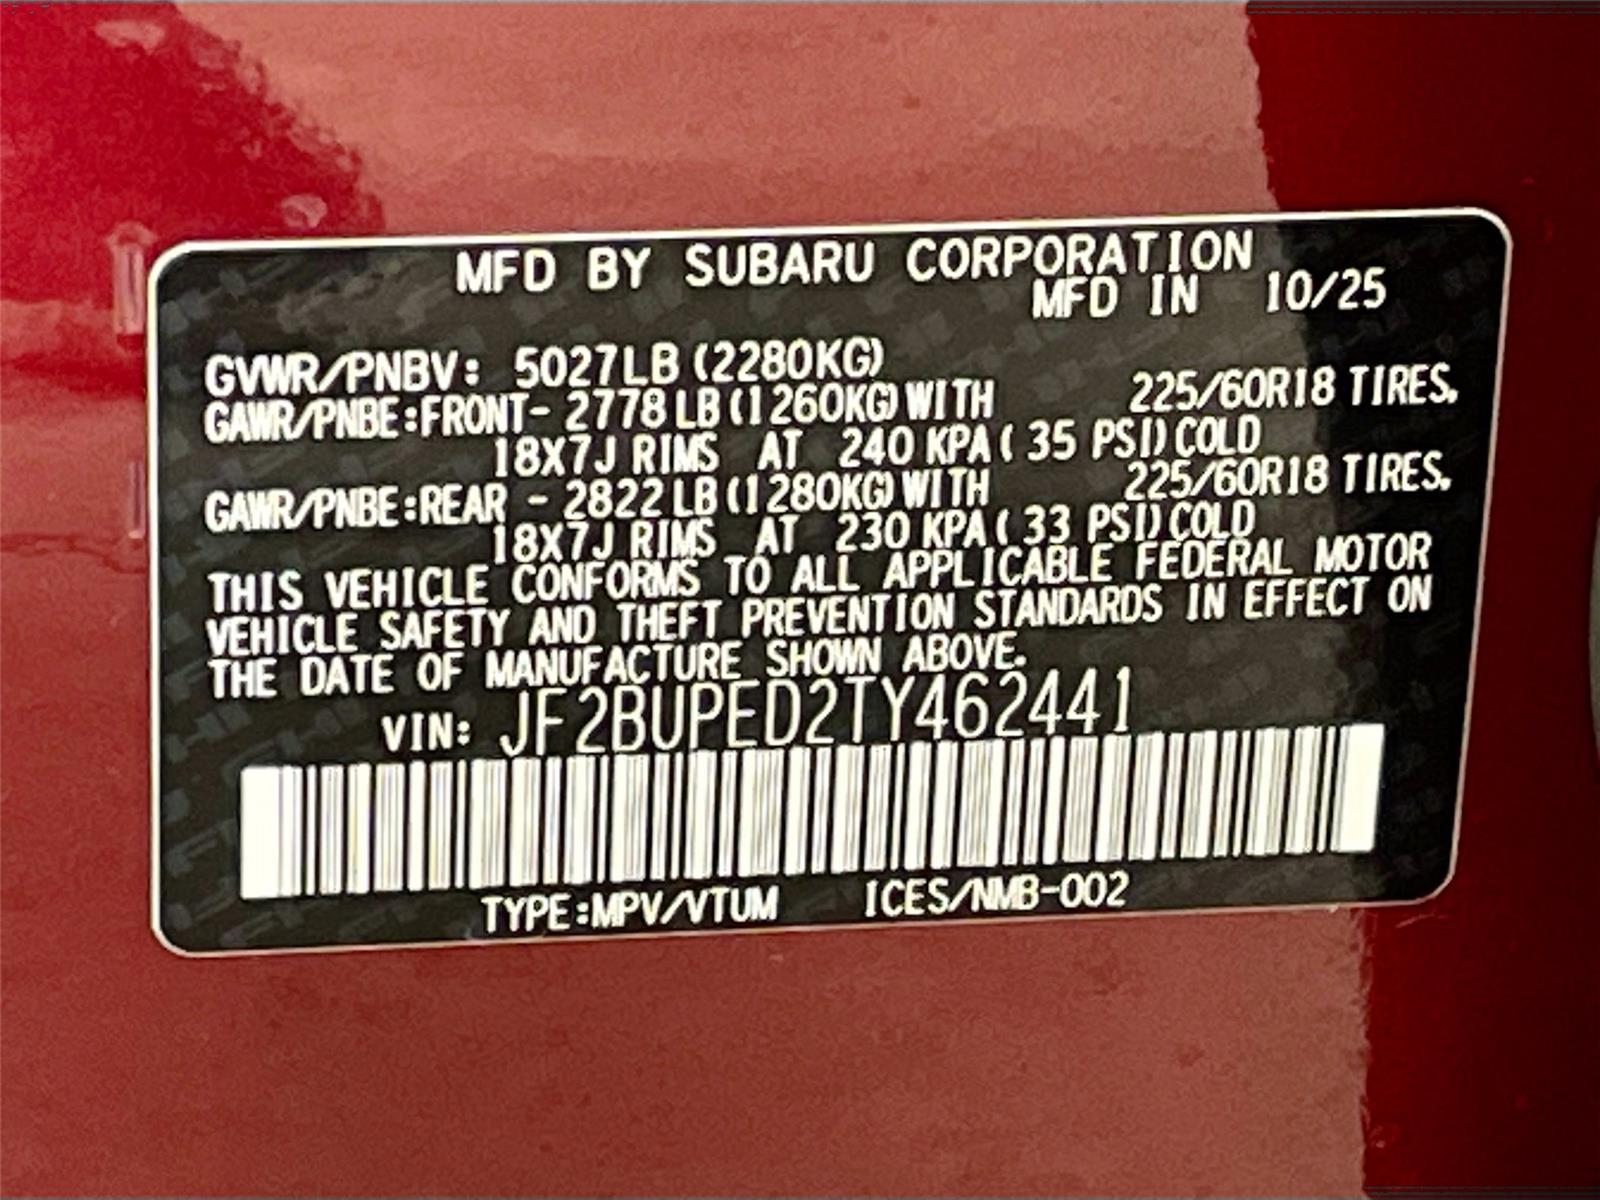 MFD BY SUBARU CORPORATION
MFD IN 10/25
GVWR/PNBV: 5027LB (2280KG)
GAWR/PNBE:FRONT- 2778 LB (1260KG) WITH 225/60R18 TIRES.
18X7J RIMS AT 240 KPA ( 35 PSI) COLD
GAWR/PNBE:REAR - 2822 LB (1280KG) WITH 225/60R18 TIRES.
18X7J RIMS AT 230 KPA ( 33 PSI) COLD
THIS VEHICLE CONFORMS TO ALL APPLICABLE FEDERAL MOTOR
VEHICLE SAFETY AND THEFT PREVENTION STANDARDS IN EFFECT ON
THE DATE OF MANUFACTURE SHOWN ABOVE.
VIN: JF2BUPED2TY462441
TYPE:MPV/VTUM ICES/NMB-002